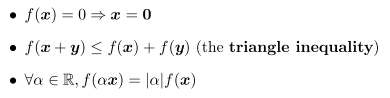 • f(x) = 0 ⇒ x = 0
• f(x + y) ≤ f(x) + f(y) (the triangle inequality)
• ∀α ∈ ℝ, f(αx) = |α|f(x)